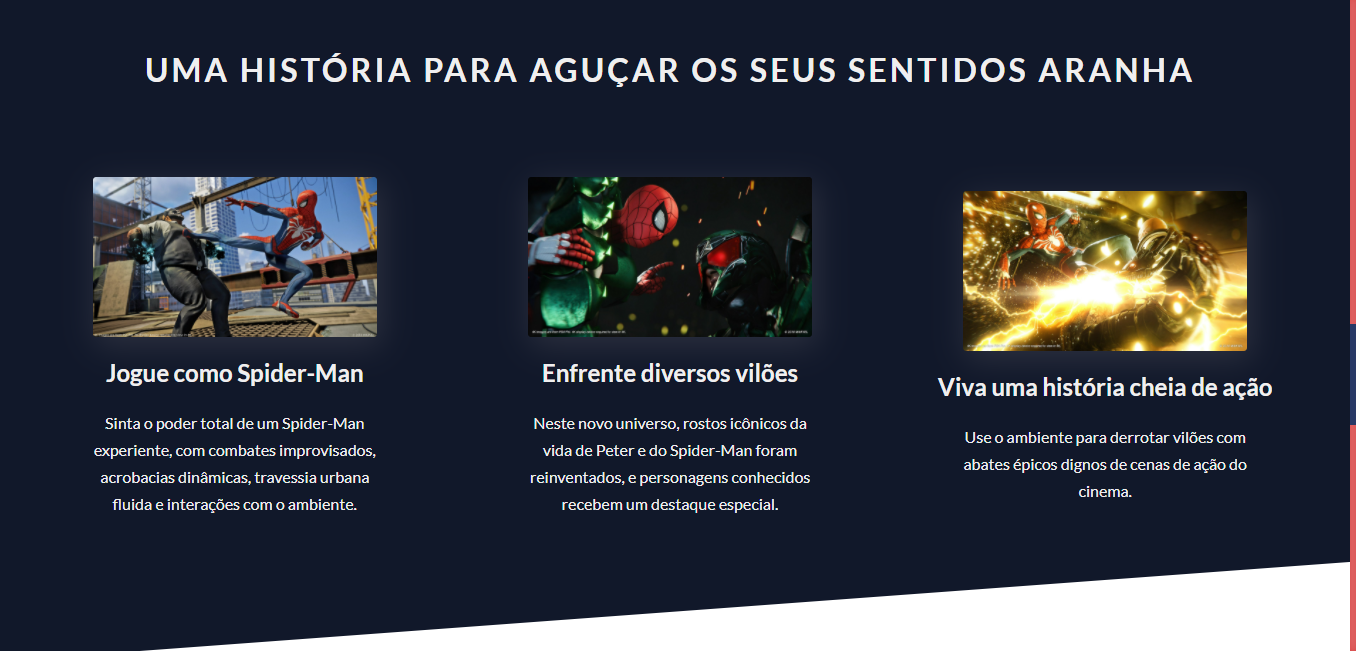 UMA HISTÓRIA PARA AGUÇAR OS SEUS SENTIDOS ARANHA
Jogue como Spider-Man
Sinta o poder total de um Spider-Man
experiente, com combates improvisados,
acrobacias dinâmicas, travessia urbana
fluida e interações com o ambiente.
Enfrente diversos vilões
Neste novo universo, rostos icônicos da
vida de Peter e do Spider-Man foram
reinventados, e personagens conhecidos
recebem um destaque especial.
Viva uma história cheia de ação
Use o ambiente para derrotar vilões com
abates épicos dignos de cenas de ação do
cinema.